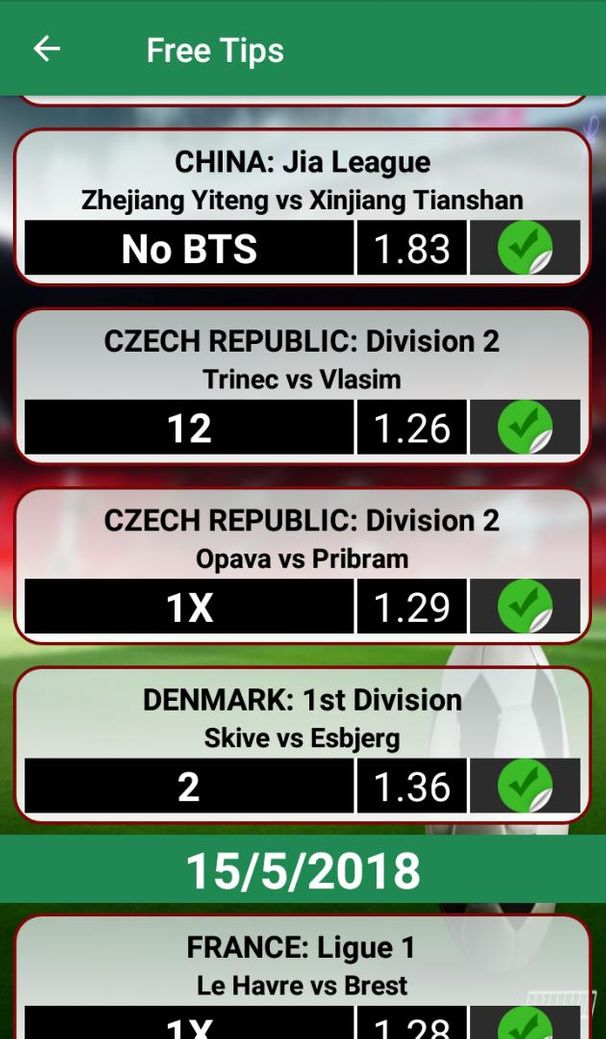 Free Tips
CHINA: Jia League
Zhejiang Yiteng vs Xinjiang Tianshan
No BTS 1.83
CZECH REPUBLIC: Division 2
Trinec vs Vlasim
12 1.26
CZECH REPUBLIC: Division 2
Opava vs Pribram
1X 1.29
DENMARK: 1st Division
Skive vs Esbjerg
2 1.36
15/5/2018
FRANCE: Ligue 1
Le Havre vs Brest
1X 1.28